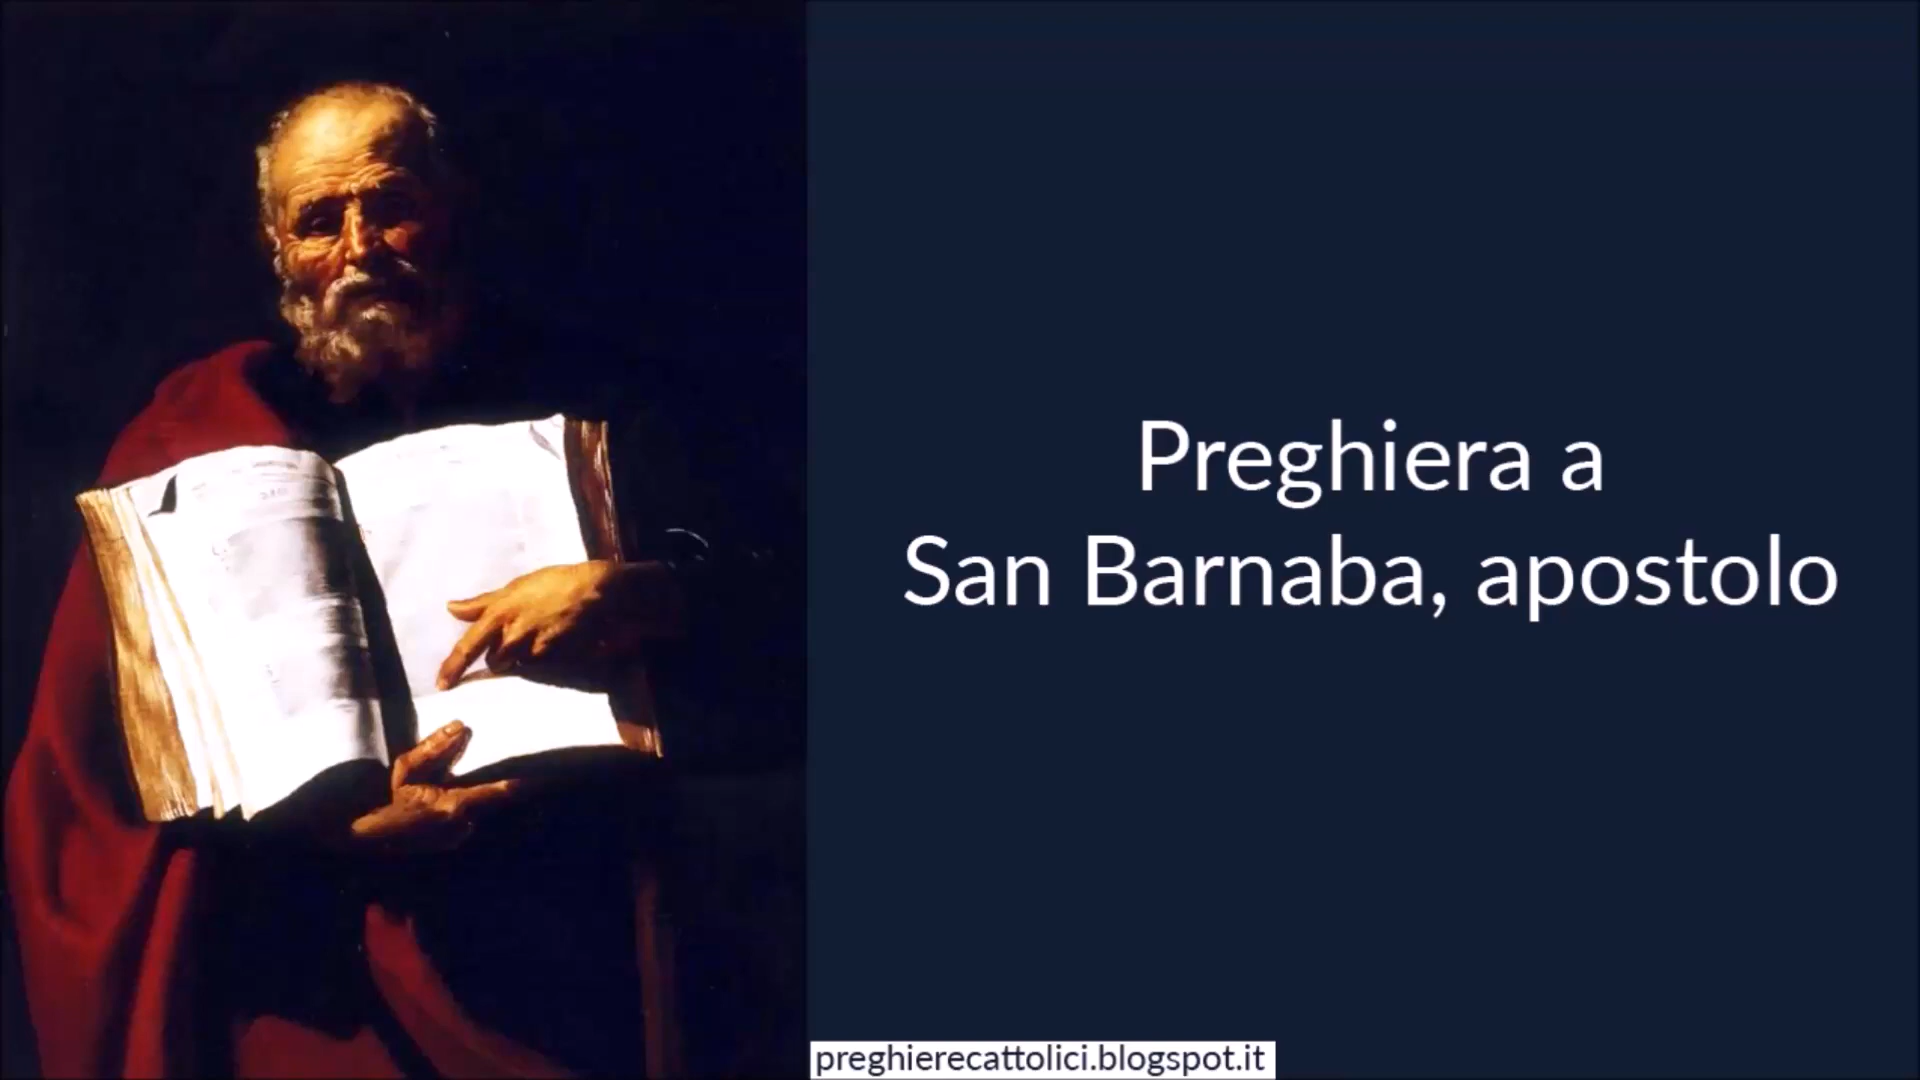 Preghiera a
San Barnaba, apostolo
preghierecattolici.blogspot.it